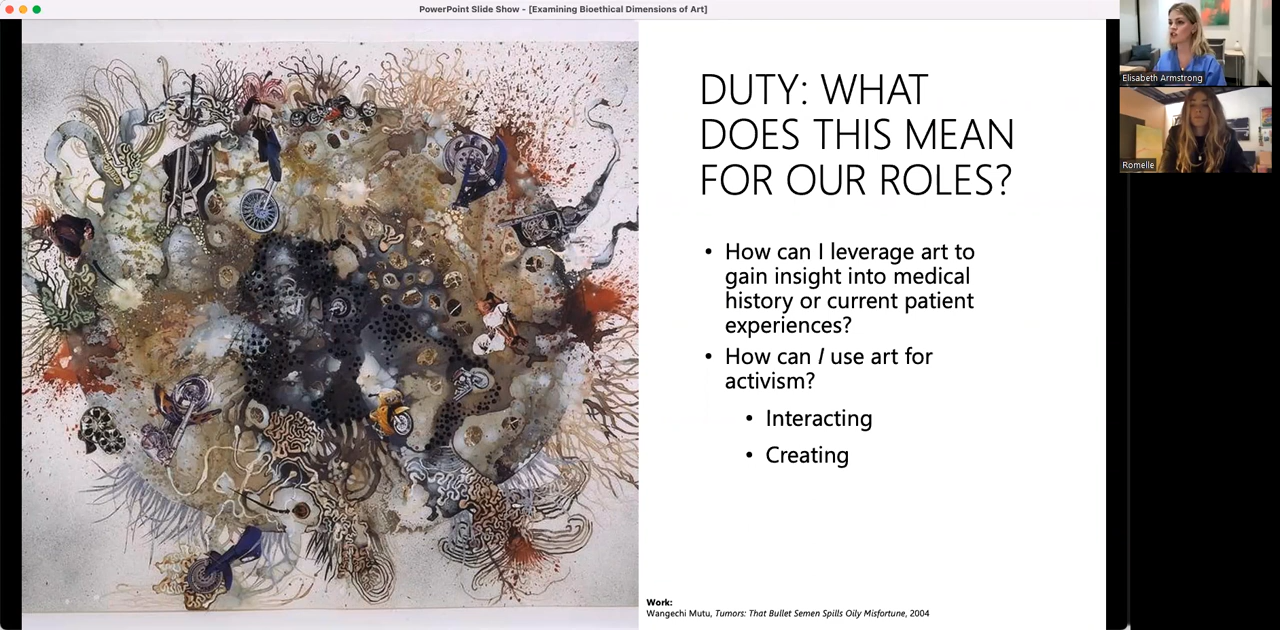 PowerPoint Slide Show - [Examining Bioethical Dimensions of Art]
DUTY: WHAT
DOES THIS MEAN
FOR OUR ROLES?
• How can I leverage art to
gain insight into medical
history or current patient
experiences?
• How can I use art for
activism?
• Interacting
• Creating
Work:
Wangechi Mutu, Tumors: That Bullet Semen Spills Oily Misfortune, 2004
Elisabeth Armstrong
Romelle